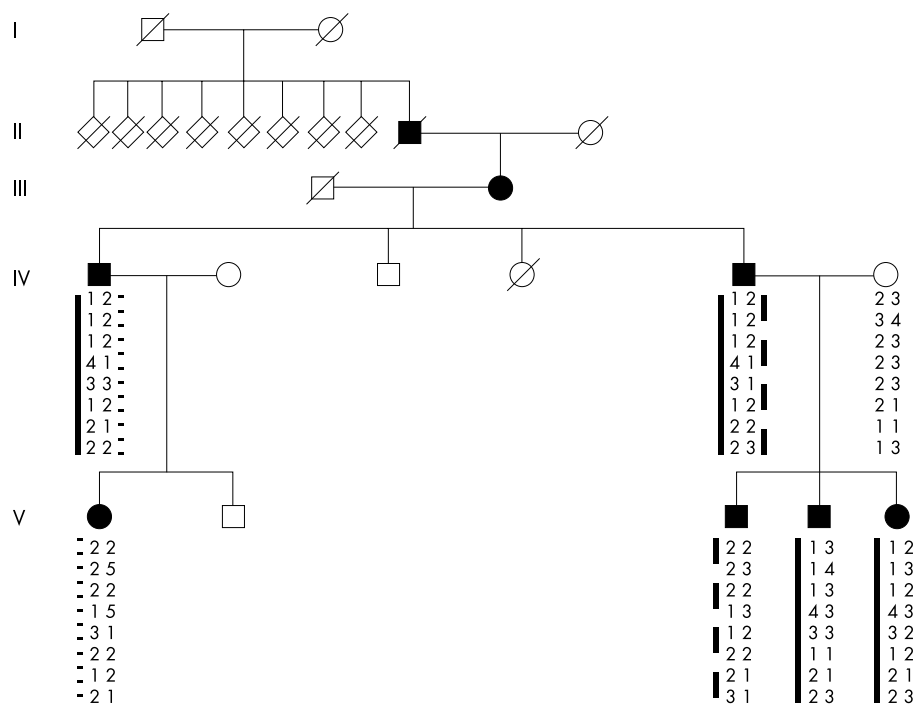 I
II
III
IV
1 2 1 2 2 3
1 2 1 2 3 4
1 2 1 2 2 3
4 1 4 1 2 3
3 3 3 1 2 3
1 2 1 2 2 1
2 1 2 2 1 1
2 2 2 3 1 3
V
2 2 2 2 1 3 1 2
2 5 2 3 1 4 1 3
2 2 2 2 1 3 1 2
1 5 1 3 4 3 4 3
3 1 1 2 3 3 3 2
2 2 2 2 1 1 1 2
1 2 2 1 2 1 2 1
2 1 3 1 2 3 2 3